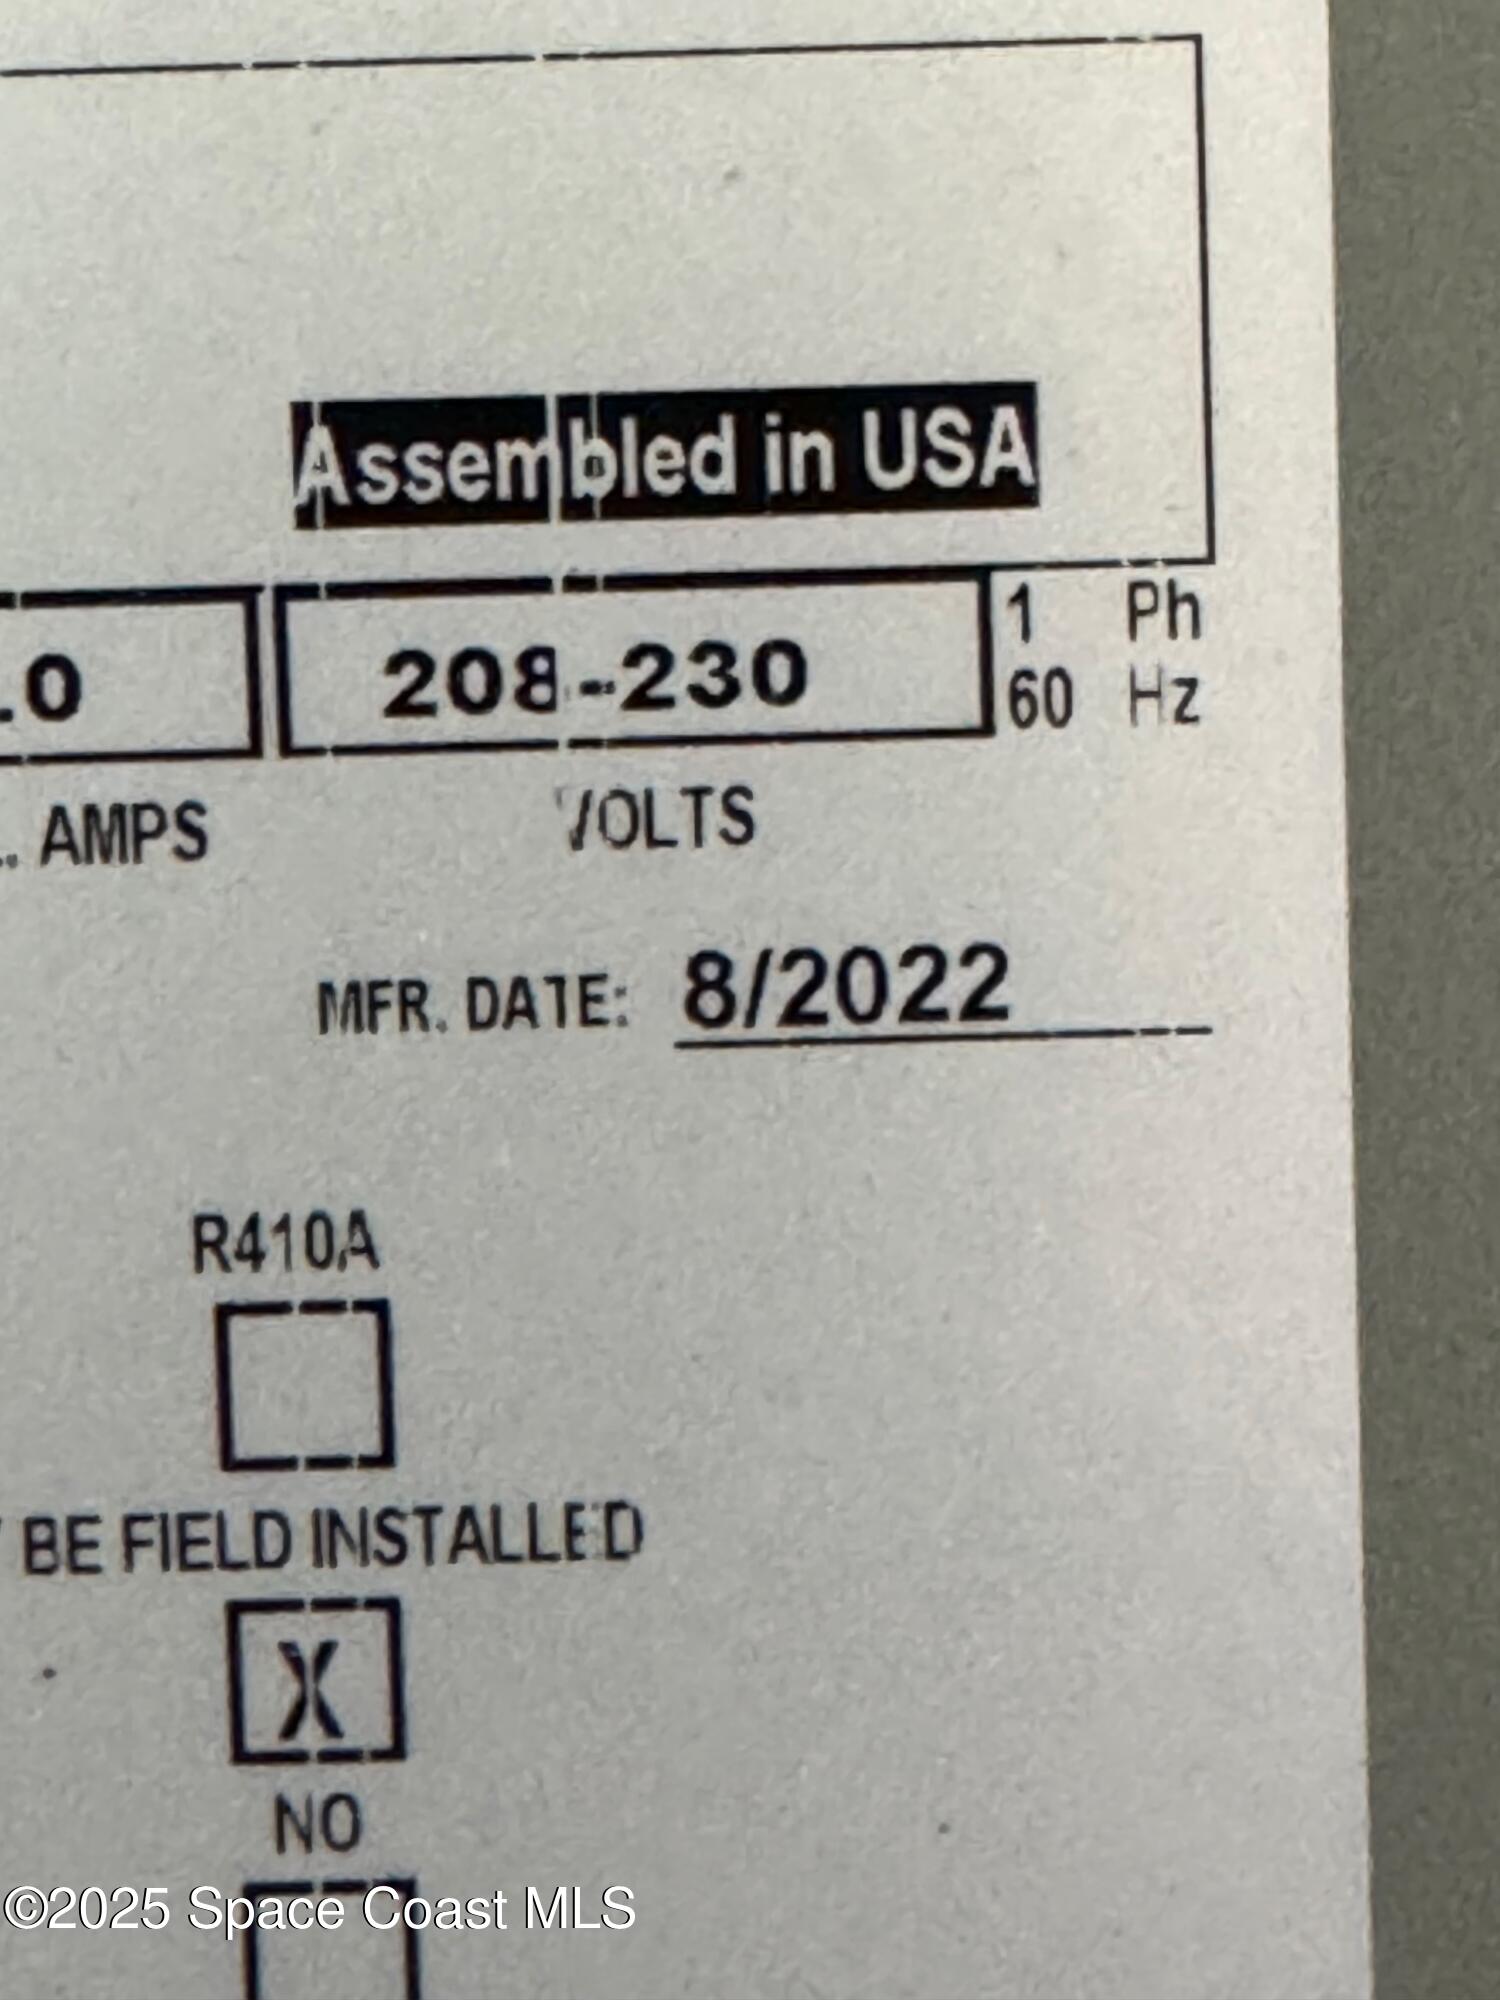 Assembled in USA
.0 208-230 1 Ph
60 Hz
AMPS VOLTS
MFR. DATE: 8/2022
R410A
BE FIELD INSTALLED
X
NO
©2025 Space Coast MLS